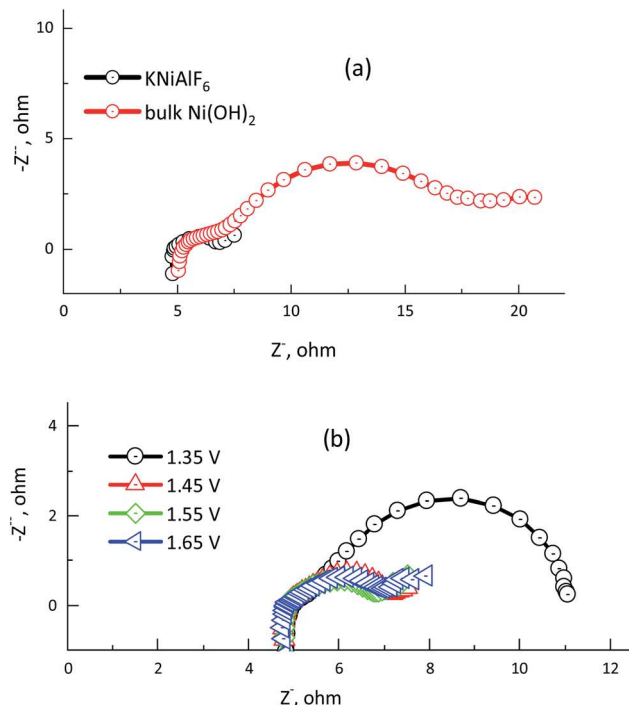 10
(a)
KNiAlF₆
bulk Ni(OH)₂
-Z¨, ohm
5
0
0 5 10 15 20
Z⁻, ohm
4
(b)
1.35 V
1.45 V
1.55 V
1.65 V
-Z¨, ohm
2
0
0 2 4 6 8 10 12
Z⁻, ohm